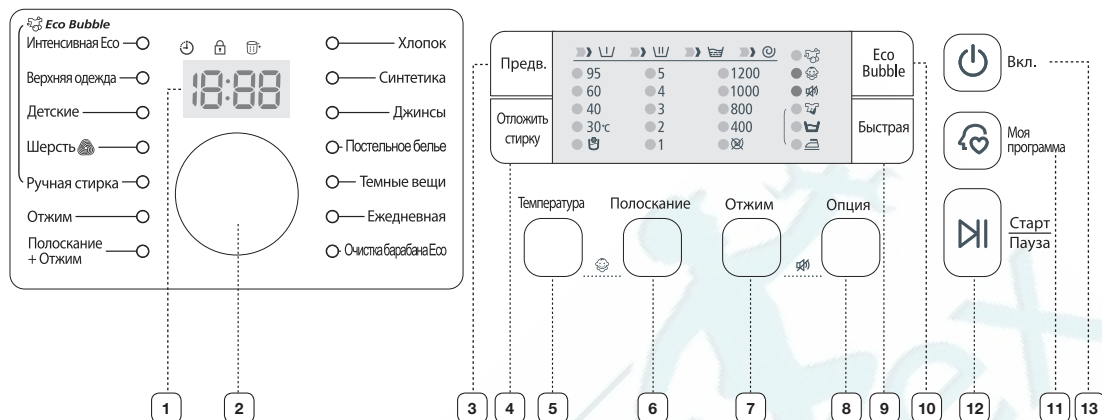 Eco Bubble
Интенсивная Eco
Верхняя одежда
Детские
Шерсть
Ручная стирка
Отжим
Полоскание
+ Отжим
18:88
Хлопок
Синтетика
Джинсы
Постельное белье
Темные вещи
Ежедневная
Очистка барабана Eco
Предв.
Отложить
стирку
95 5 1200
60 4 1000
40 3 800
30°c 2 400
1
Eco
Bubble
Быстрая
Температура Полоскание Отжим Опция
Вкл.
Моя
программа
Старт
Пауза
1 2 3 4 5 6 7 8 9 10 12 11 13